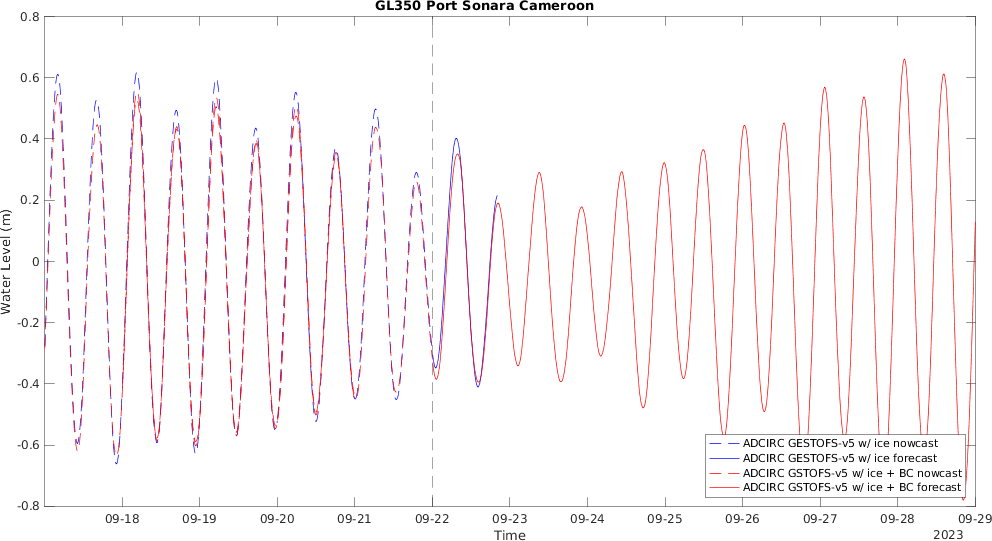 GL350 Port Sonara Cameroon
0.8
0.6
0.4
0.2
0
-0.2
-0.4
-0.6
-0.8
Water Level (m)
ADCIRC GESTOFS-v5 w/ ice nowcast
ADCIRC GESTOFS-v5 w/ ice forecast
ADCIRC GSTOFS-v5 w/ ice + BC nowcast
ADCIRC GSTOFS-v5 w/ ice + BC forecast
09-18 09-19 09-20 09-21 09-22 09-23 09-24 09-25 09-26 09-27 09-28 09-29
Time
2023